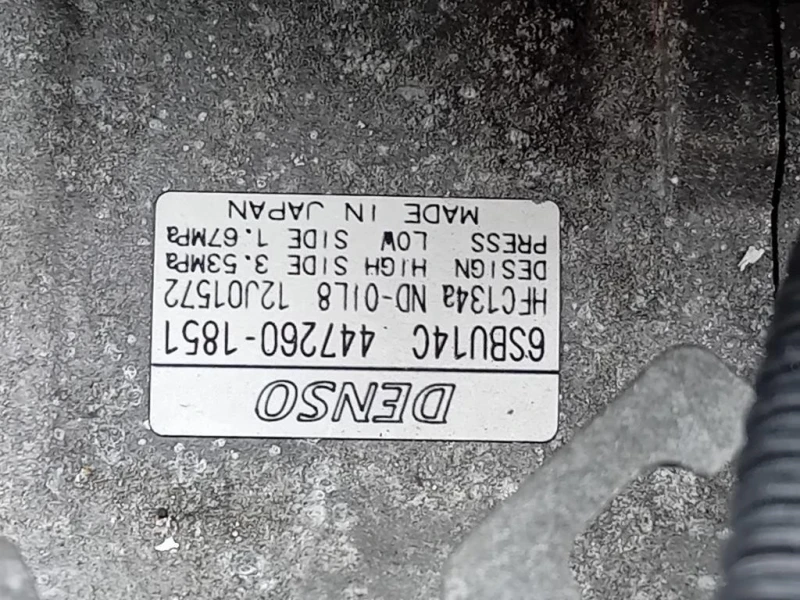 DENSO
6SBU14C 447260-1851
HFC134a ND-OIL8 12J01572
DESIGN HIGH SIDE 3.53MPa
PRESS LOW SIDE 1.67MPa
MADE IN JAPAN